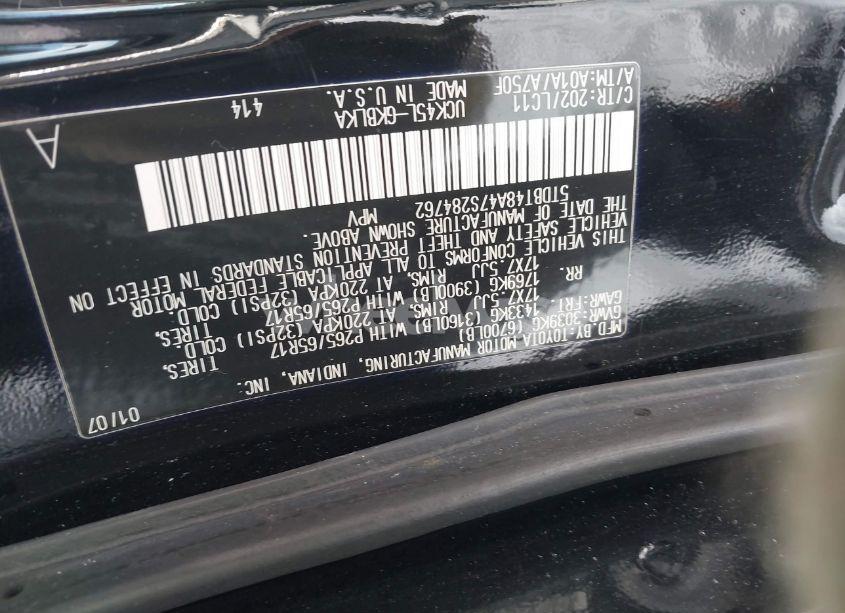 MFD. BY: TOYOTA MOTOR MANUFACTURING, INDIANA, INC. 01/07
GVWR: 3039KG (6700LB)
GAWR: FRT. 1433KG (3160LB) WITH P265/65R17 TIRES,
17X7.5JJ RIMS, AT 220KPA (32PSI) COLD
RR. 1769KG (3900LB) WITH P265/65R17 TIRES,
17X7.5JJ RIMS, AT 220KPA (32PSI) COLD
THIS VEHICLE CONFORMS TO ALL APPLICABLE FEDERAL MOTOR
VEHICLE SAFETY AND THEFT PREVENTION STANDARDS IN EFFECT ON
THE DATE OF MANUFACTURE SHOWN ABOVE.
5TDBT48A47S284762 MPV
UCK45L-GKBLKA 414 A
C/TR: 202/LC11 MADE IN U.S.A.
A/TM: A01A/A750F